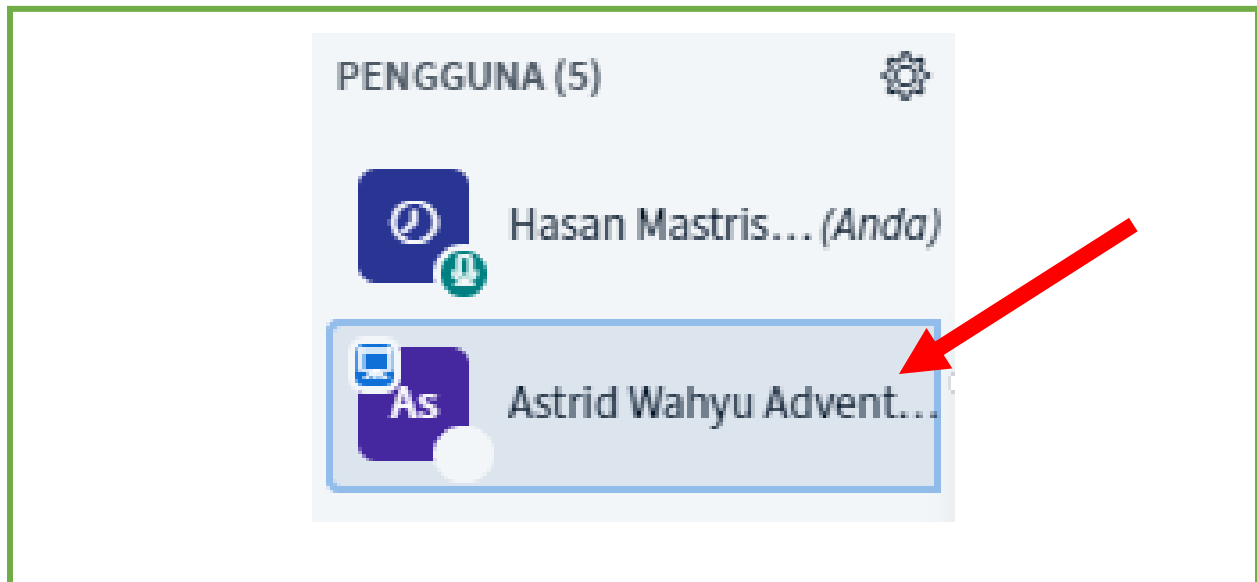 PENGGUNA (5)
Hasan Mastris... (Anda)
As
Astrid Wahyu Advent...